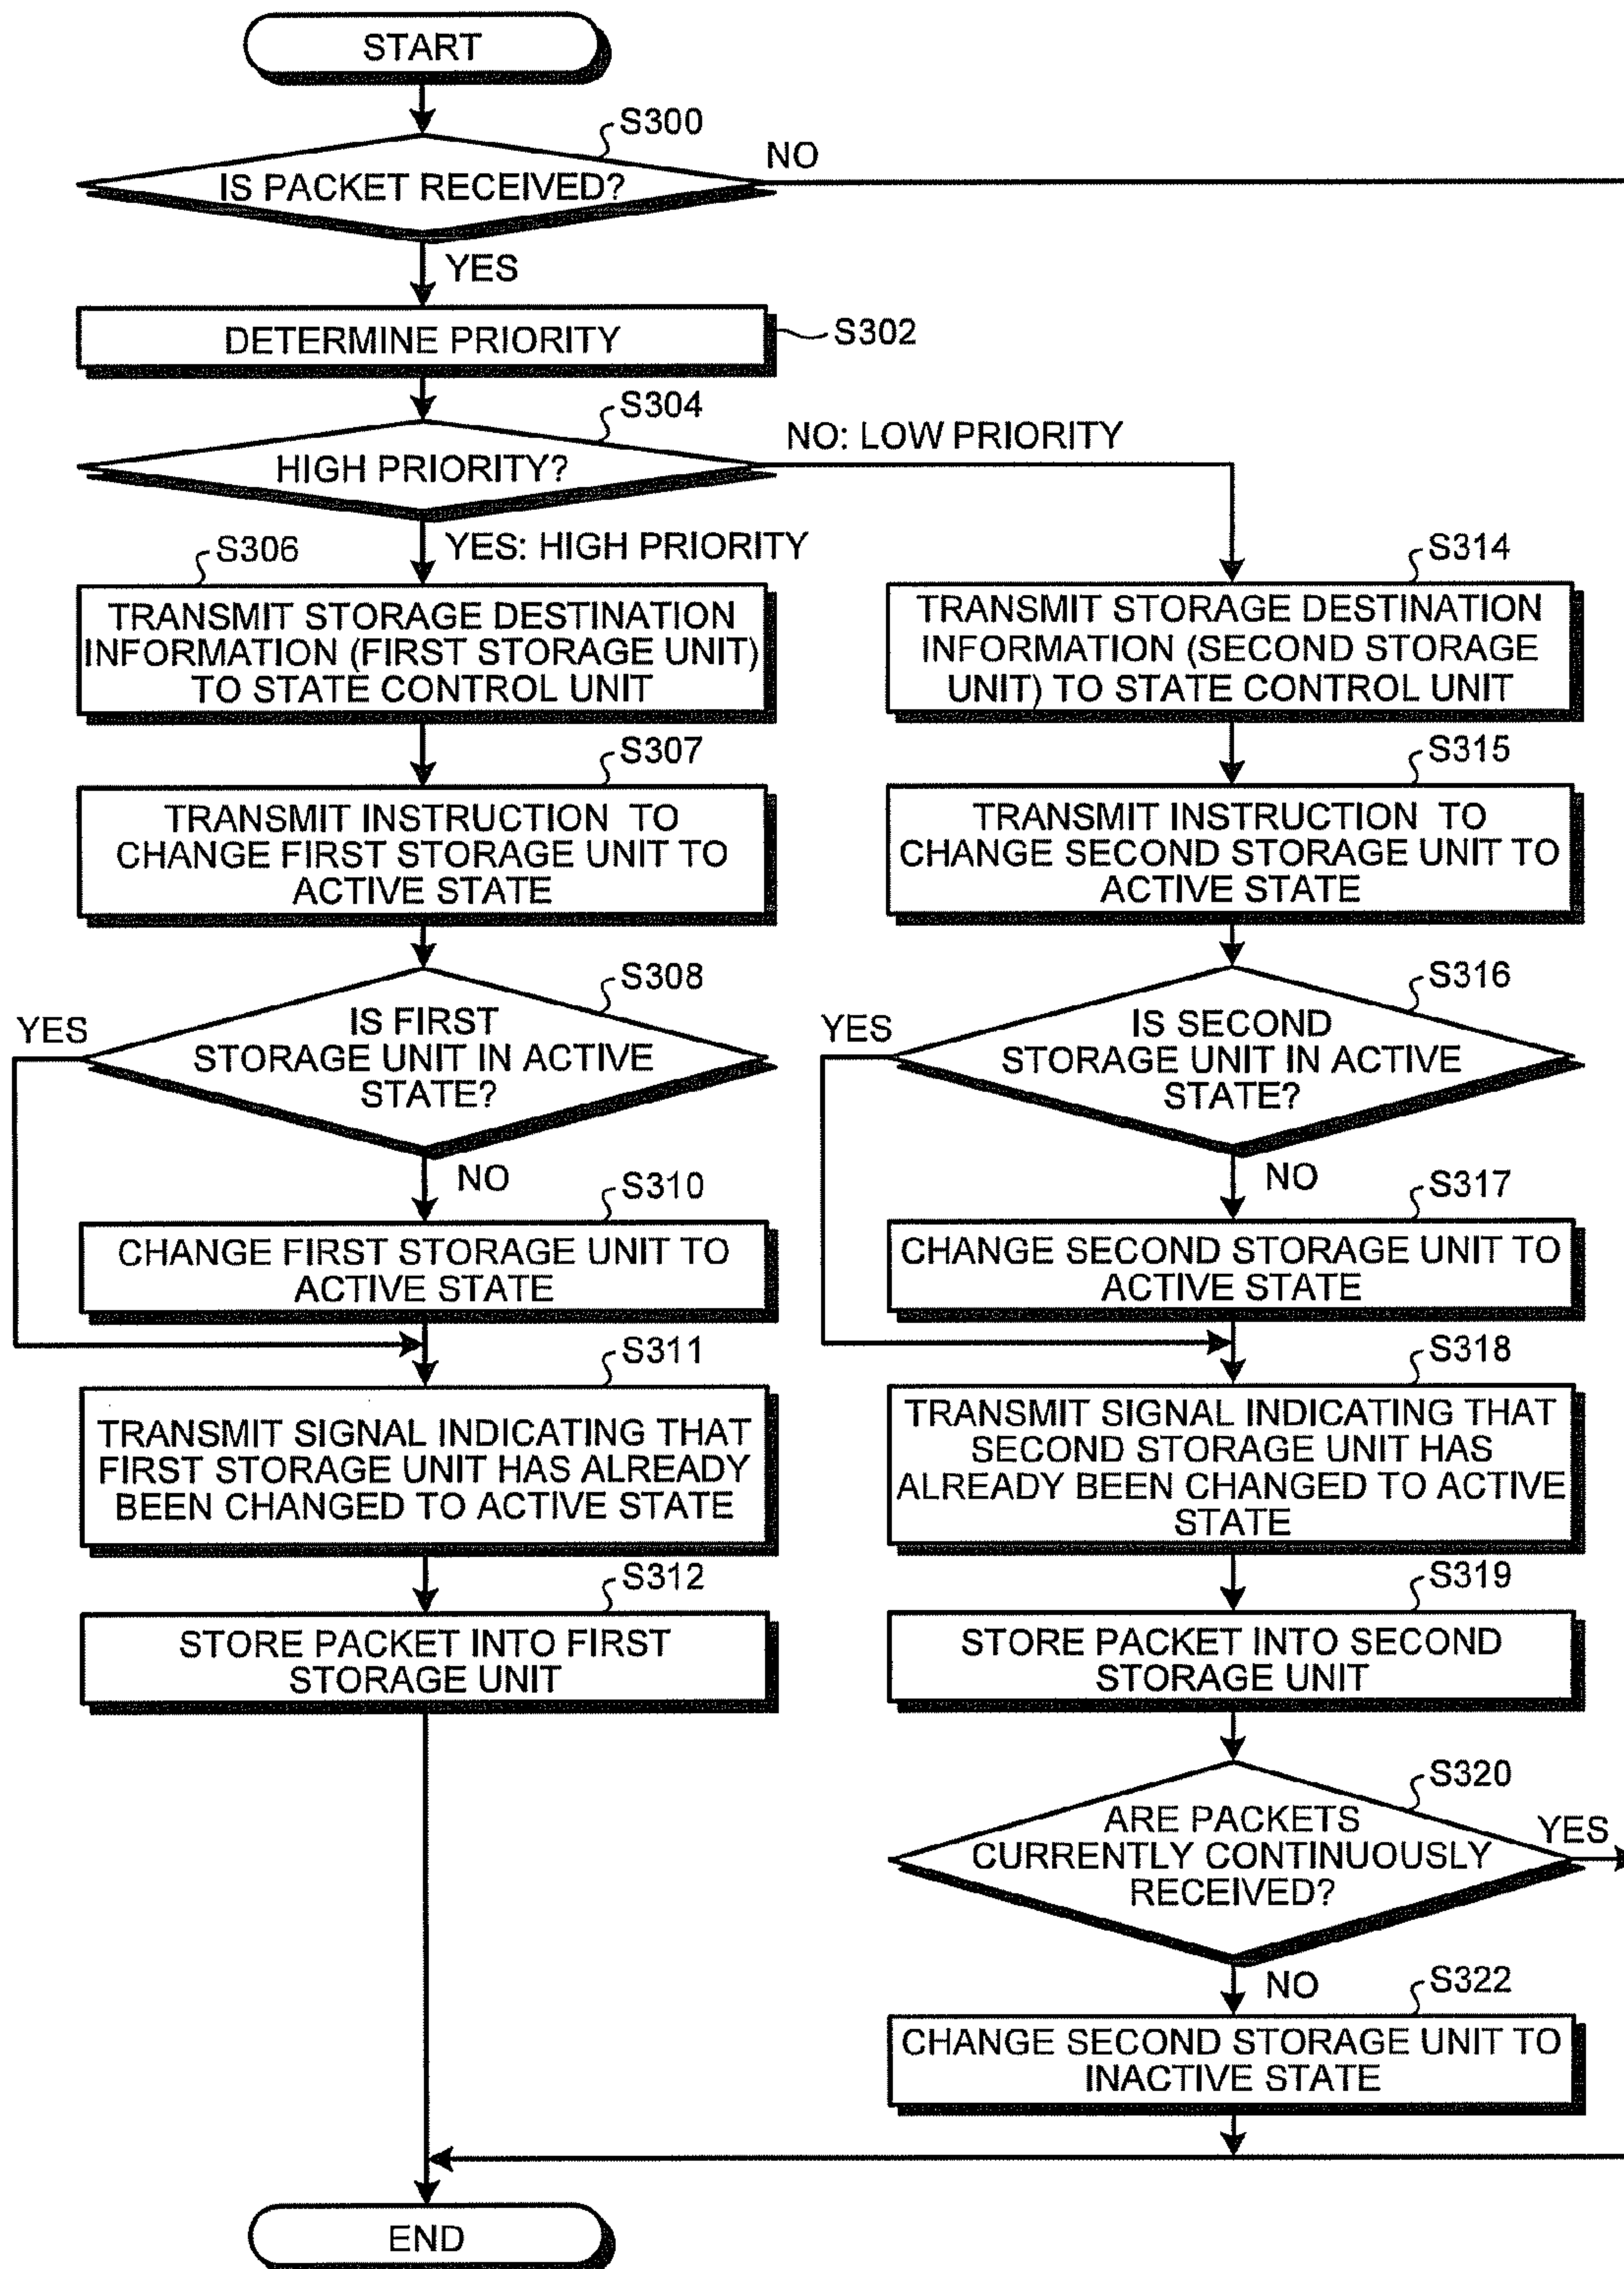 START
S300
NO
IS PACKET RECEIVED?
YES
DETERMINE PRIORITY
S302
S304
NO: LOW PRIORITY
HIGH PRIORITY?
YES: HIGH PRIORITY
S306
TRANSMIT STORAGE DESTINATION
INFORMATION (FIRST STORAGE UNIT)
TO STATE CONTROL UNIT
S307
TRANSMIT INSTRUCTION TO
CHANGE FIRST STORAGE UNIT TO
ACTIVE STATE
S308
YES
IS FIRST
STORAGE UNIT IN ACTIVE
STATE?
NO
S310
CHANGE FIRST STORAGE UNIT TO
ACTIVE STATE
S311
TRANSMIT SIGNAL INDICATING THAT
FIRST STORAGE UNIT HAS ALREADY
BEEN CHANGED TO ACTIVE STATE
S312
STORE PACKET INTO FIRST
STORAGE UNIT
S314
TRANSMIT STORAGE DESTINATION
INFORMATION (SECOND STORAGE
UNIT) TO STATE CONTROL UNIT
S315
TRANSMIT INSTRUCTION TO
CHANGE SECOND STORAGE UNIT TO
ACTIVE STATE
S316
YES
IS SECOND
STORAGE UNIT IN ACTIVE
STATE?
NO
S317
CHANGE SECOND STORAGE UNIT TO
ACTIVE STATE
S318
TRANSMIT SIGNAL INDICATING THAT
SECOND STORAGE UNIT HAS
ALREADY BEEN CHANGED TO ACTIVE
STATE
S319
STORE PACKET INTO SECOND
STORAGE UNIT
S320
ARE PACKETS
CURRENTLY CONTINUOUSLY
RECEIVED?
YES
NO
S322
CHANGE SECOND STORAGE UNIT TO
INACTIVE STATE
END